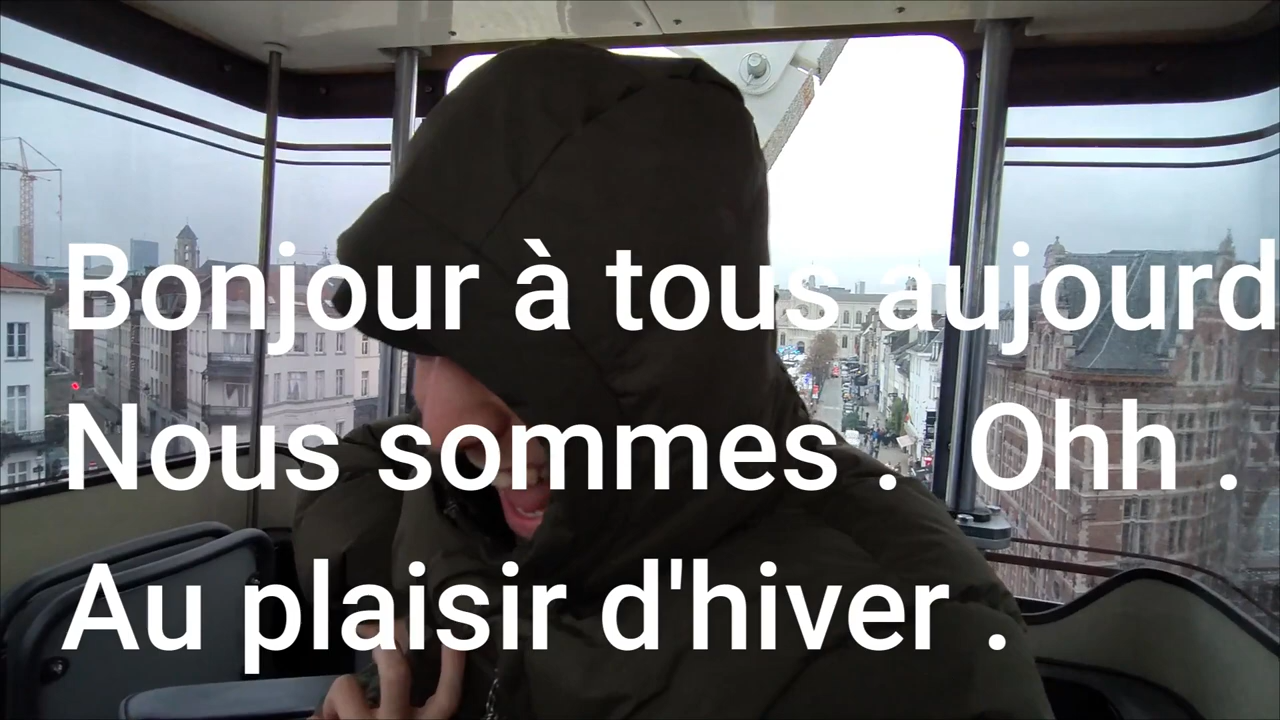 Bonjour à tous aujourd
Nous sommes . Ohh .
Au plaisir d'hiver .